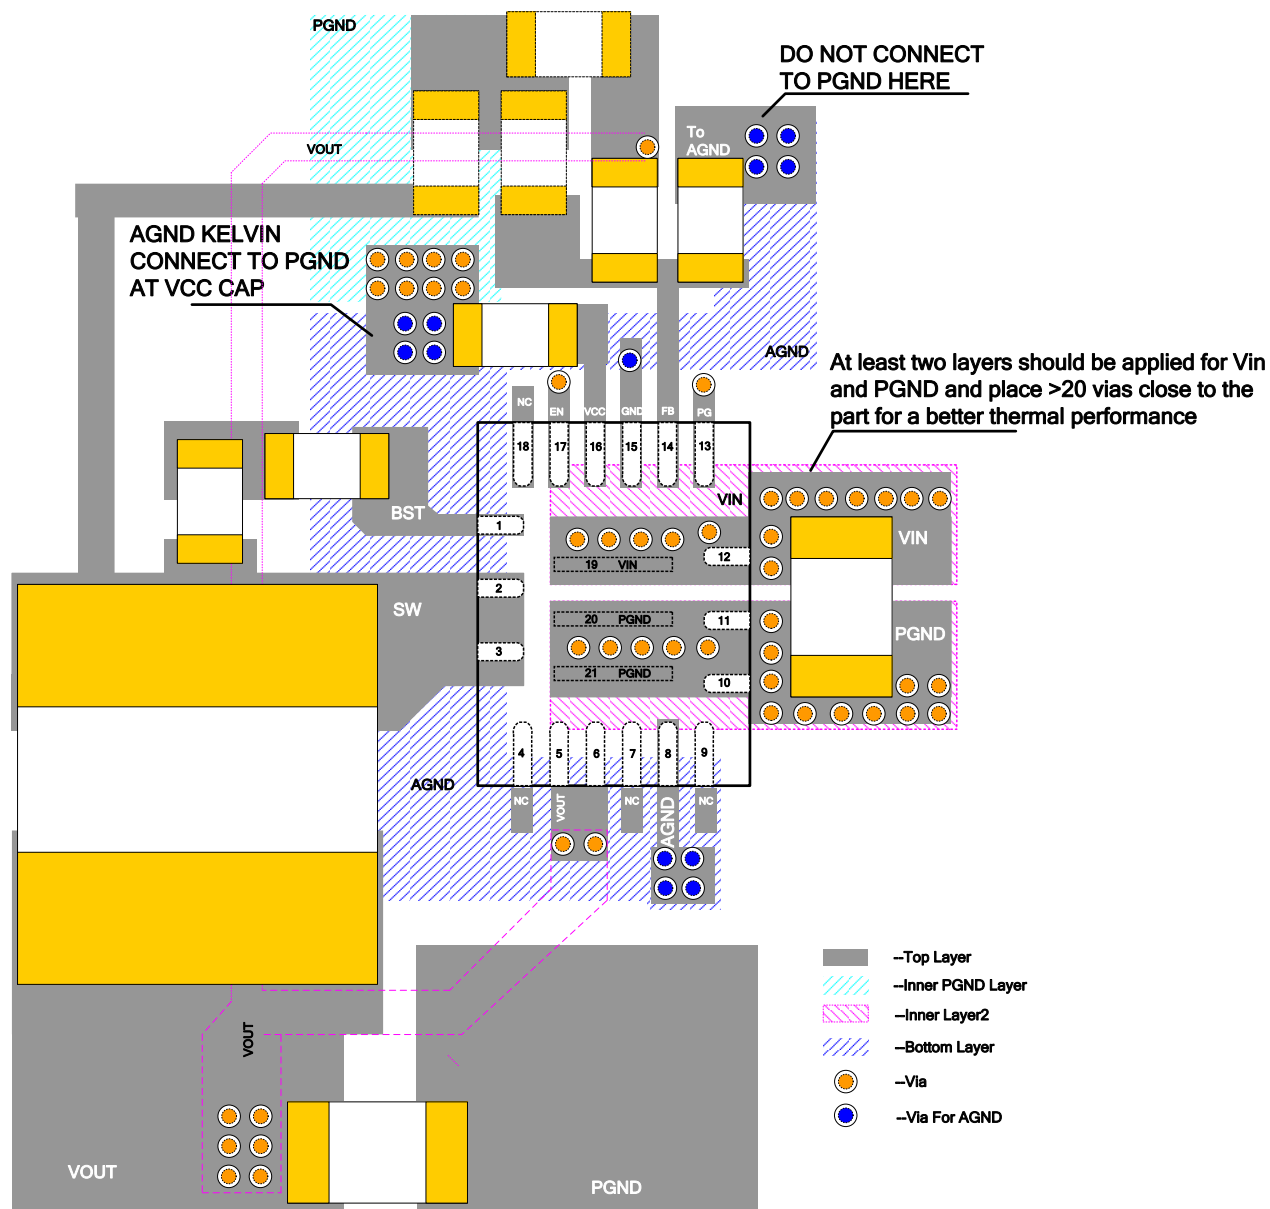 PGND
DO NOT CONNECT
TO PGND HERE
To
AGND
VOUT
AGND KELVIN
CONNECT TO PGND
AT VCC CAP
AGND
At least two layers should be applied for Vin
and PGND and place >20 vias close to the
part for a better thermal performance
NC
EN
VCC
GND
FB
PG
18
17
16
15
14
13
VIN
BST
1
VIN
12
19 VIN
2
SW
20 PGND
11
PGND
3
21 PGND
10
4
5
6
7
8
9
AGND
NC
VOUT
NC
AGND
NC
--Top Layer
--Inner PGND Layer
--Inner Layer2
--Bottom Layer
--Via
--Via For AGND
VOUT
VOUT
PGND